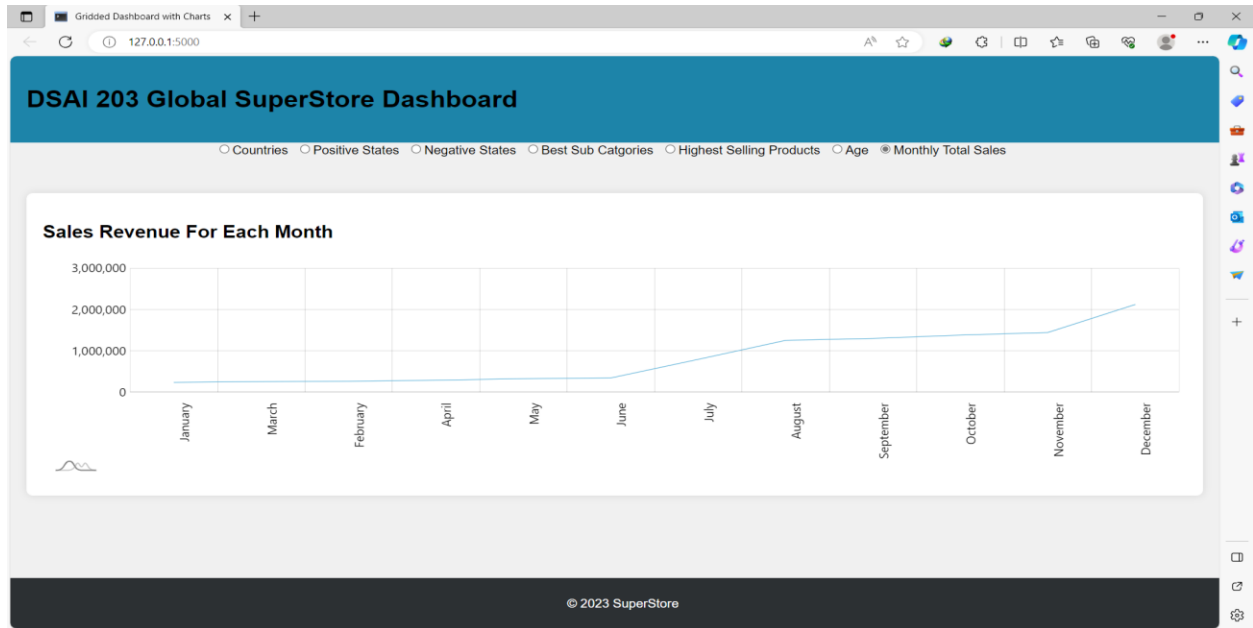 Gridded Dashboard with Charts
127.0.0.1:5000
DSAI 203 Global SuperStore Dashboard
Countries Positive States Negative States Best Sub Catgories Highest Selling Products Age Monthly Total Sales
Sales Revenue For Each Month
3,000,000
2,000,000
1,000,000
0
January March February April May June July August September October November December
© 2023 SuperStore